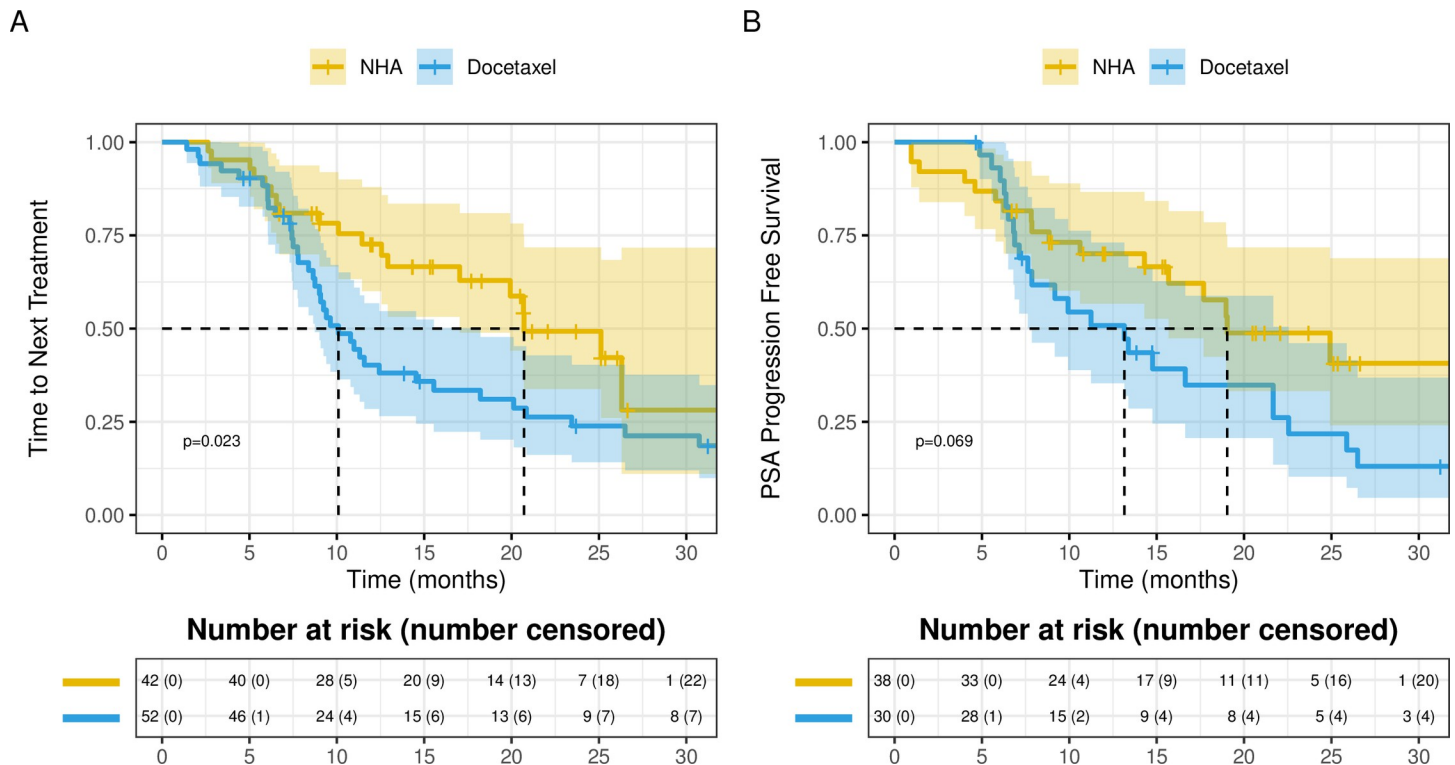 A
NHA
Docetaxel
Time to Next Treatment
1.00
0.75
0.50
0.25
0.00
p=0.023
0 5 10 15 20 25 30
Time (months)
Number at risk (number censored)
42 (0) 40 (0) 28 (5) 20 (9) 14 (13) 7 (18) 1 (22)
52 (0) 46 (1) 24 (4) 15 (6) 13 (6) 9 (7) 8 (7)
0 5 10 15 20 25 30
B
NHA
Docetaxel
PSA Progression Free Survival
1.00
0.75
0.50
0.25
0.00
p=0.069
0 5 10 15 20 25 30
Time (months)
Number at risk (number censored)
38 (0) 33 (0) 24 (4) 17 (9) 11 (11) 5 (16) 1 (20)
30 (0) 28 (1) 15 (2) 9 (4) 8 (4) 5 (4) 3 (4)
0 5 10 15 20 25 30